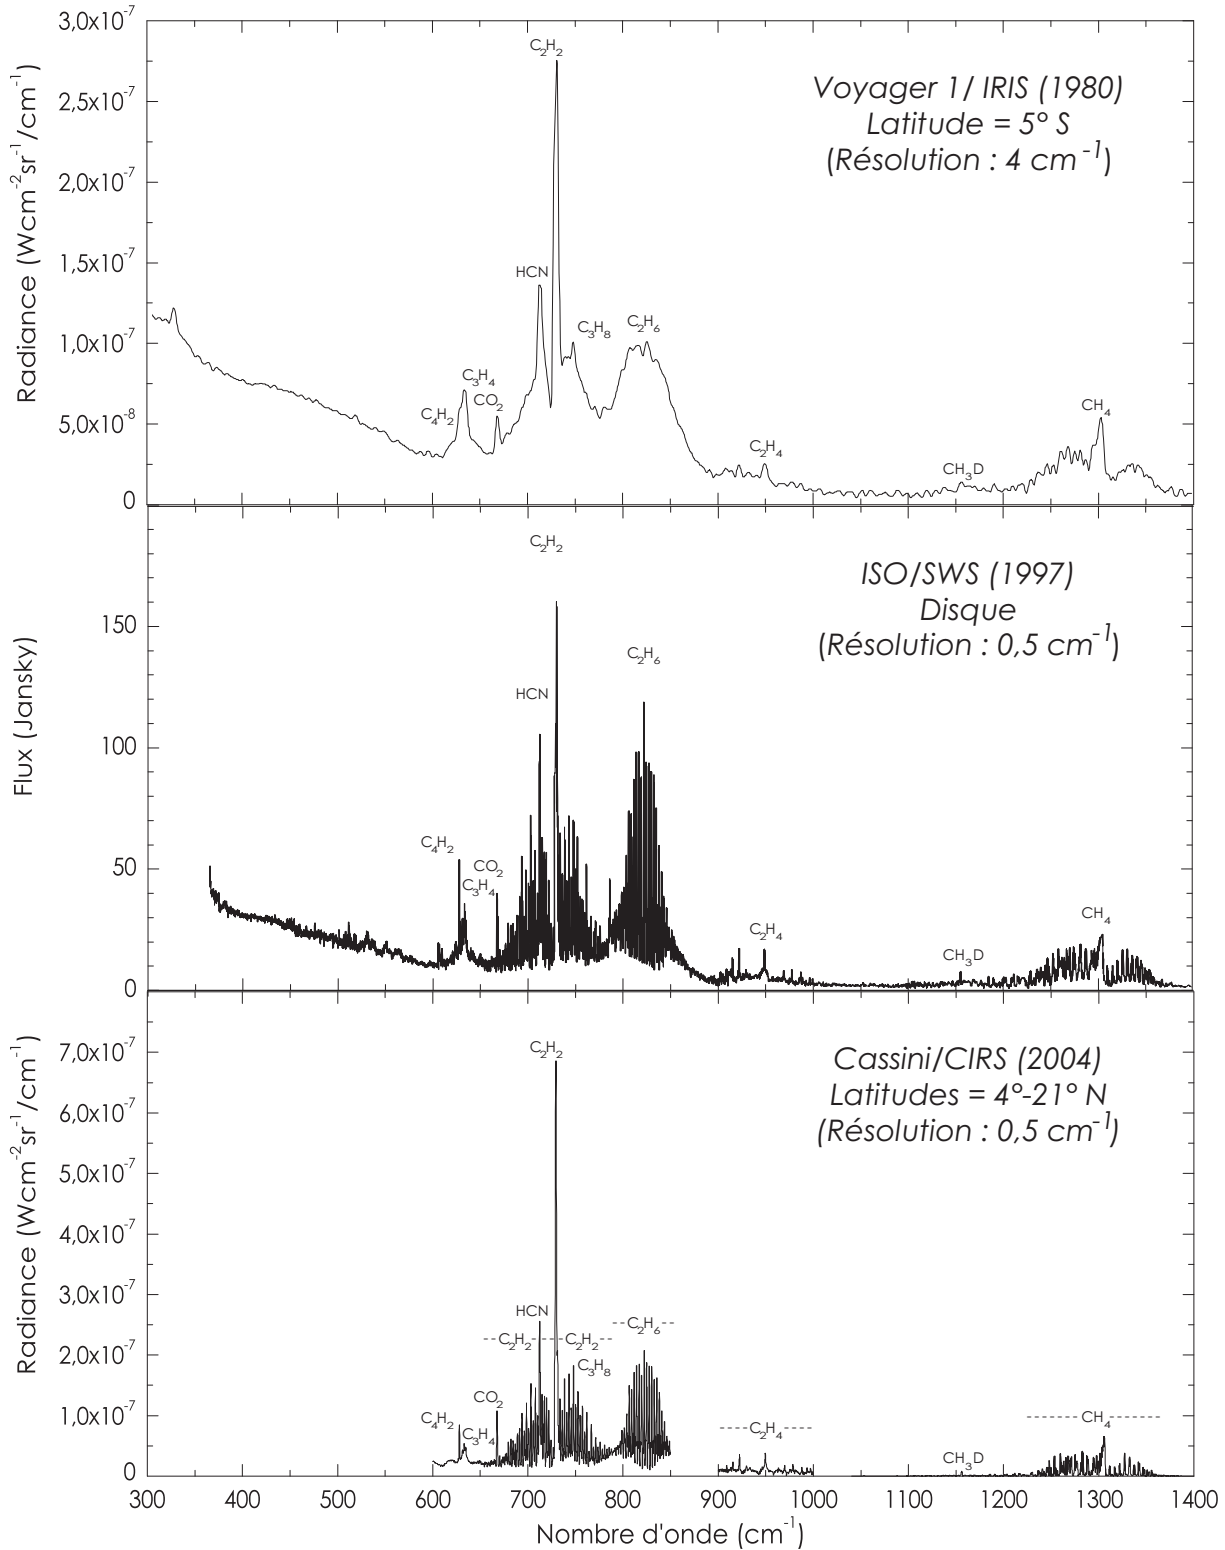 3,0x10⁻⁷
2,5x10⁻⁷
2,0x10⁻⁷
1,5x10⁻⁷
1,0x10⁻⁷
5,0x10⁻⁸
0
Radiance (Wcm⁻²sr⁻¹/cm⁻¹)
Voyager 1/ IRIS (1980)
Latitude = 5° S
(Résolution : 4 cm⁻¹)
C₂H₂
HCN
C₃H₈
C₂H₆
C₃H₄
CO₂
C₄H₂
C₂H₄
CH₃D
CH₄
150
100
50
0
Flux (Jansky)
ISO/SWS (1997)
Disque
(Résolution : 0,5 cm⁻¹)
C₂H₂
C₂H₆
HCN
C₄H₂
CO₂
C₃H₄
C₂H₄
CH₃D
CH₄
7,0x10⁻⁷
6,0x10⁻⁷
5,0x10⁻⁷
4,0x10⁻⁷
3,0x10⁻⁷
2,0x10⁻⁷
1,0x10⁻⁷
0
Radiance (Wcm⁻²sr⁻¹/cm⁻¹)
Cassini/CIRS (2004)
Latitudes = 4°-21° N
(Résolution : 0,5 cm⁻¹)
C₂H₂
HCN
C₂H₆
C₂H₂
C₂H₂
C₃H₈
CO₂
C₄H₂
C₃H₄
C₂H₄
CH₄
CH₃D
300 400 500 600 700 800 900 1000 1100 1200 1300 1400
Nombre d'onde (cm⁻¹)